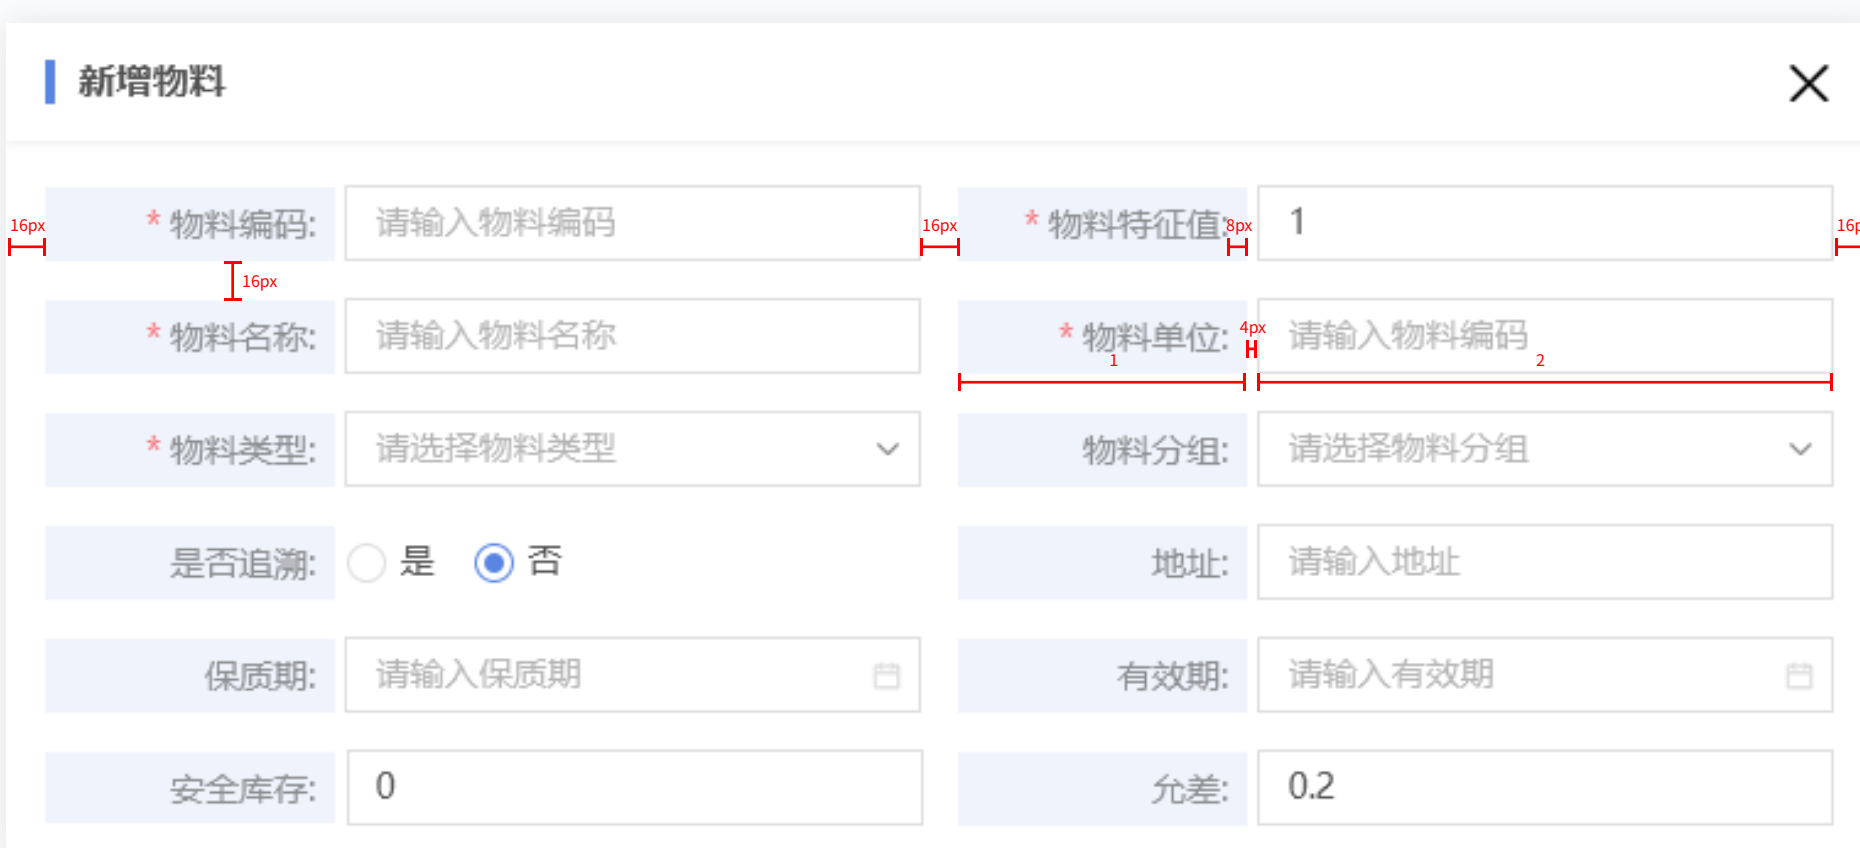 新增物料
* 物料编码: 请输入物料编码 * 物料特征值: 1
16px 16px 8px 16p
16px
* 物料名称: 请输入物料名称 * 物料单位: 请输入物料编码
4px
1 2
* 物料类型: 请选择物料类型 物料分组: 请选择物料分组
是否追溯: 是 否 地址: 请输入地址
保质期: 请输入保质期 有效期: 请输入有效期
安全库存: 0 允差: 0.2